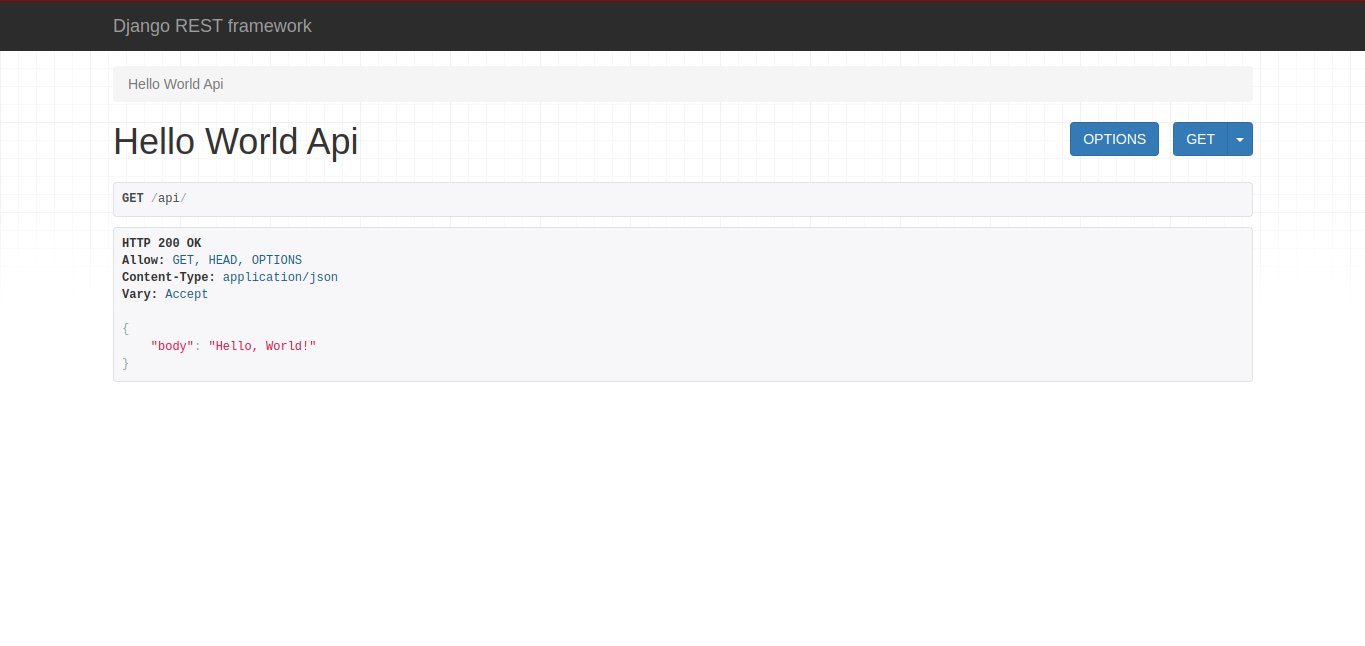 Django REST framework
Hello World Api
Hello World Api
OPTIONS
GET
GET /api/
HTTP 200 OK
Allow: GET, HEAD, OPTIONS
Content-Type: application/json
Vary: Accept
{
    "body": "Hello, World!"
}